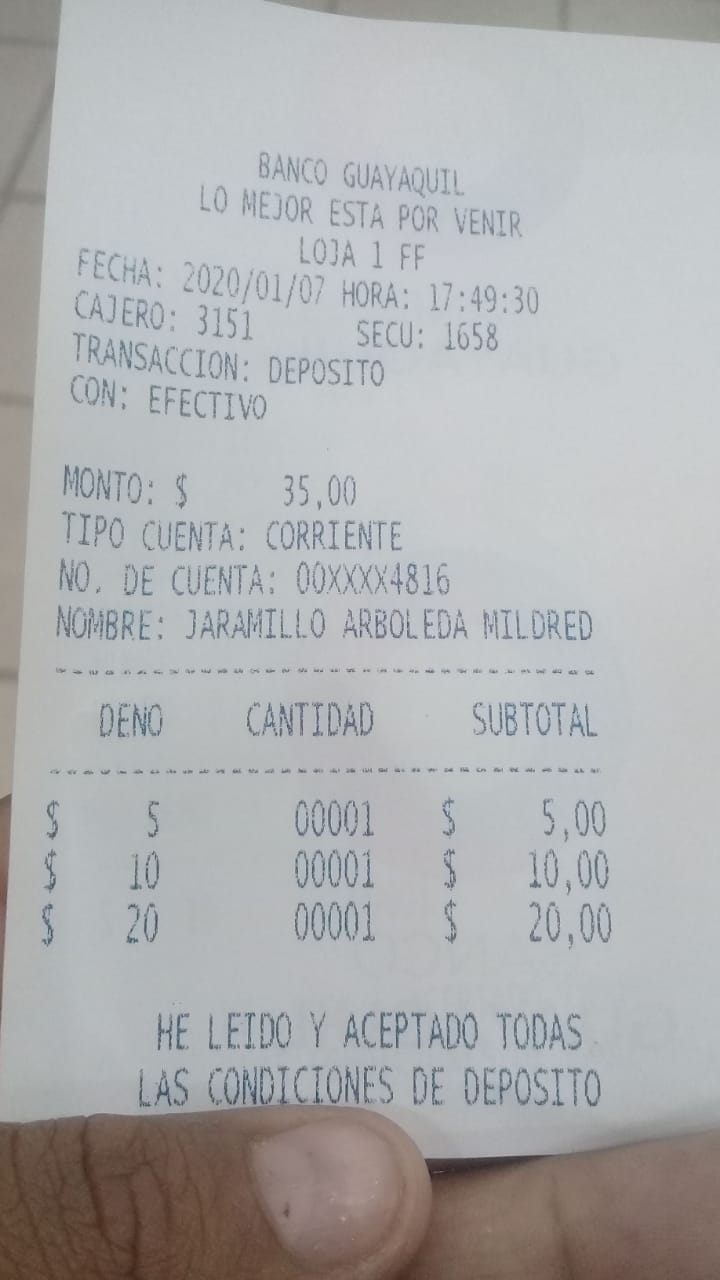 BANCO GUAYAQUIL
LO MEJOR ESTA POR VENIR
LOJA 1 FF
FECHA: 2020/01/07 HORA: 17:49:30
CAJERO: 3151 SECU: 1658
TRANSACCION: DEPOSITO
CON: EFECTIVO
MONTO: $ 35,00
TIPO CUENTA: CORRIENTE
NO. DE CUENTA: 00XXXX4816
NOMBRE: JARAMILLO ARBOLEDA MILDRED
DENO CANTIDAD SUBTOTAL
$ 5 00001 $ 5,00
$ 10 00001 $ 10,00
$ 20 00001 $ 20,00
HE LEIDO Y ACEPTADO TODAS
LAS CONDICIONES DE DEPOSITO